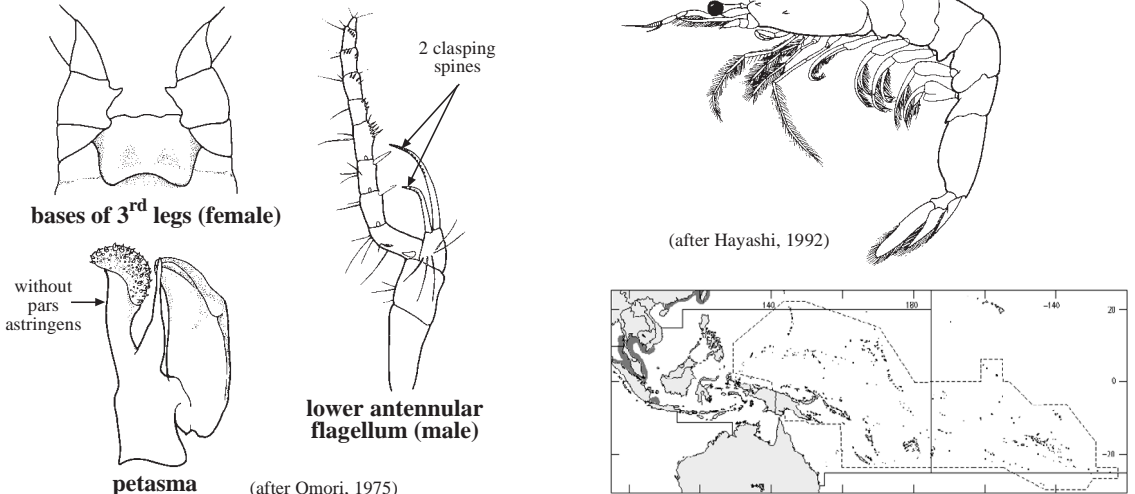 2 clasping
spines
bases of 3rd legs (female)
without
pars
astringens
petasma
(after Omori, 1975)
lower antennular
flagellum (male)
(after Hayashi, 1992)
140 180 -140
20
0
-20